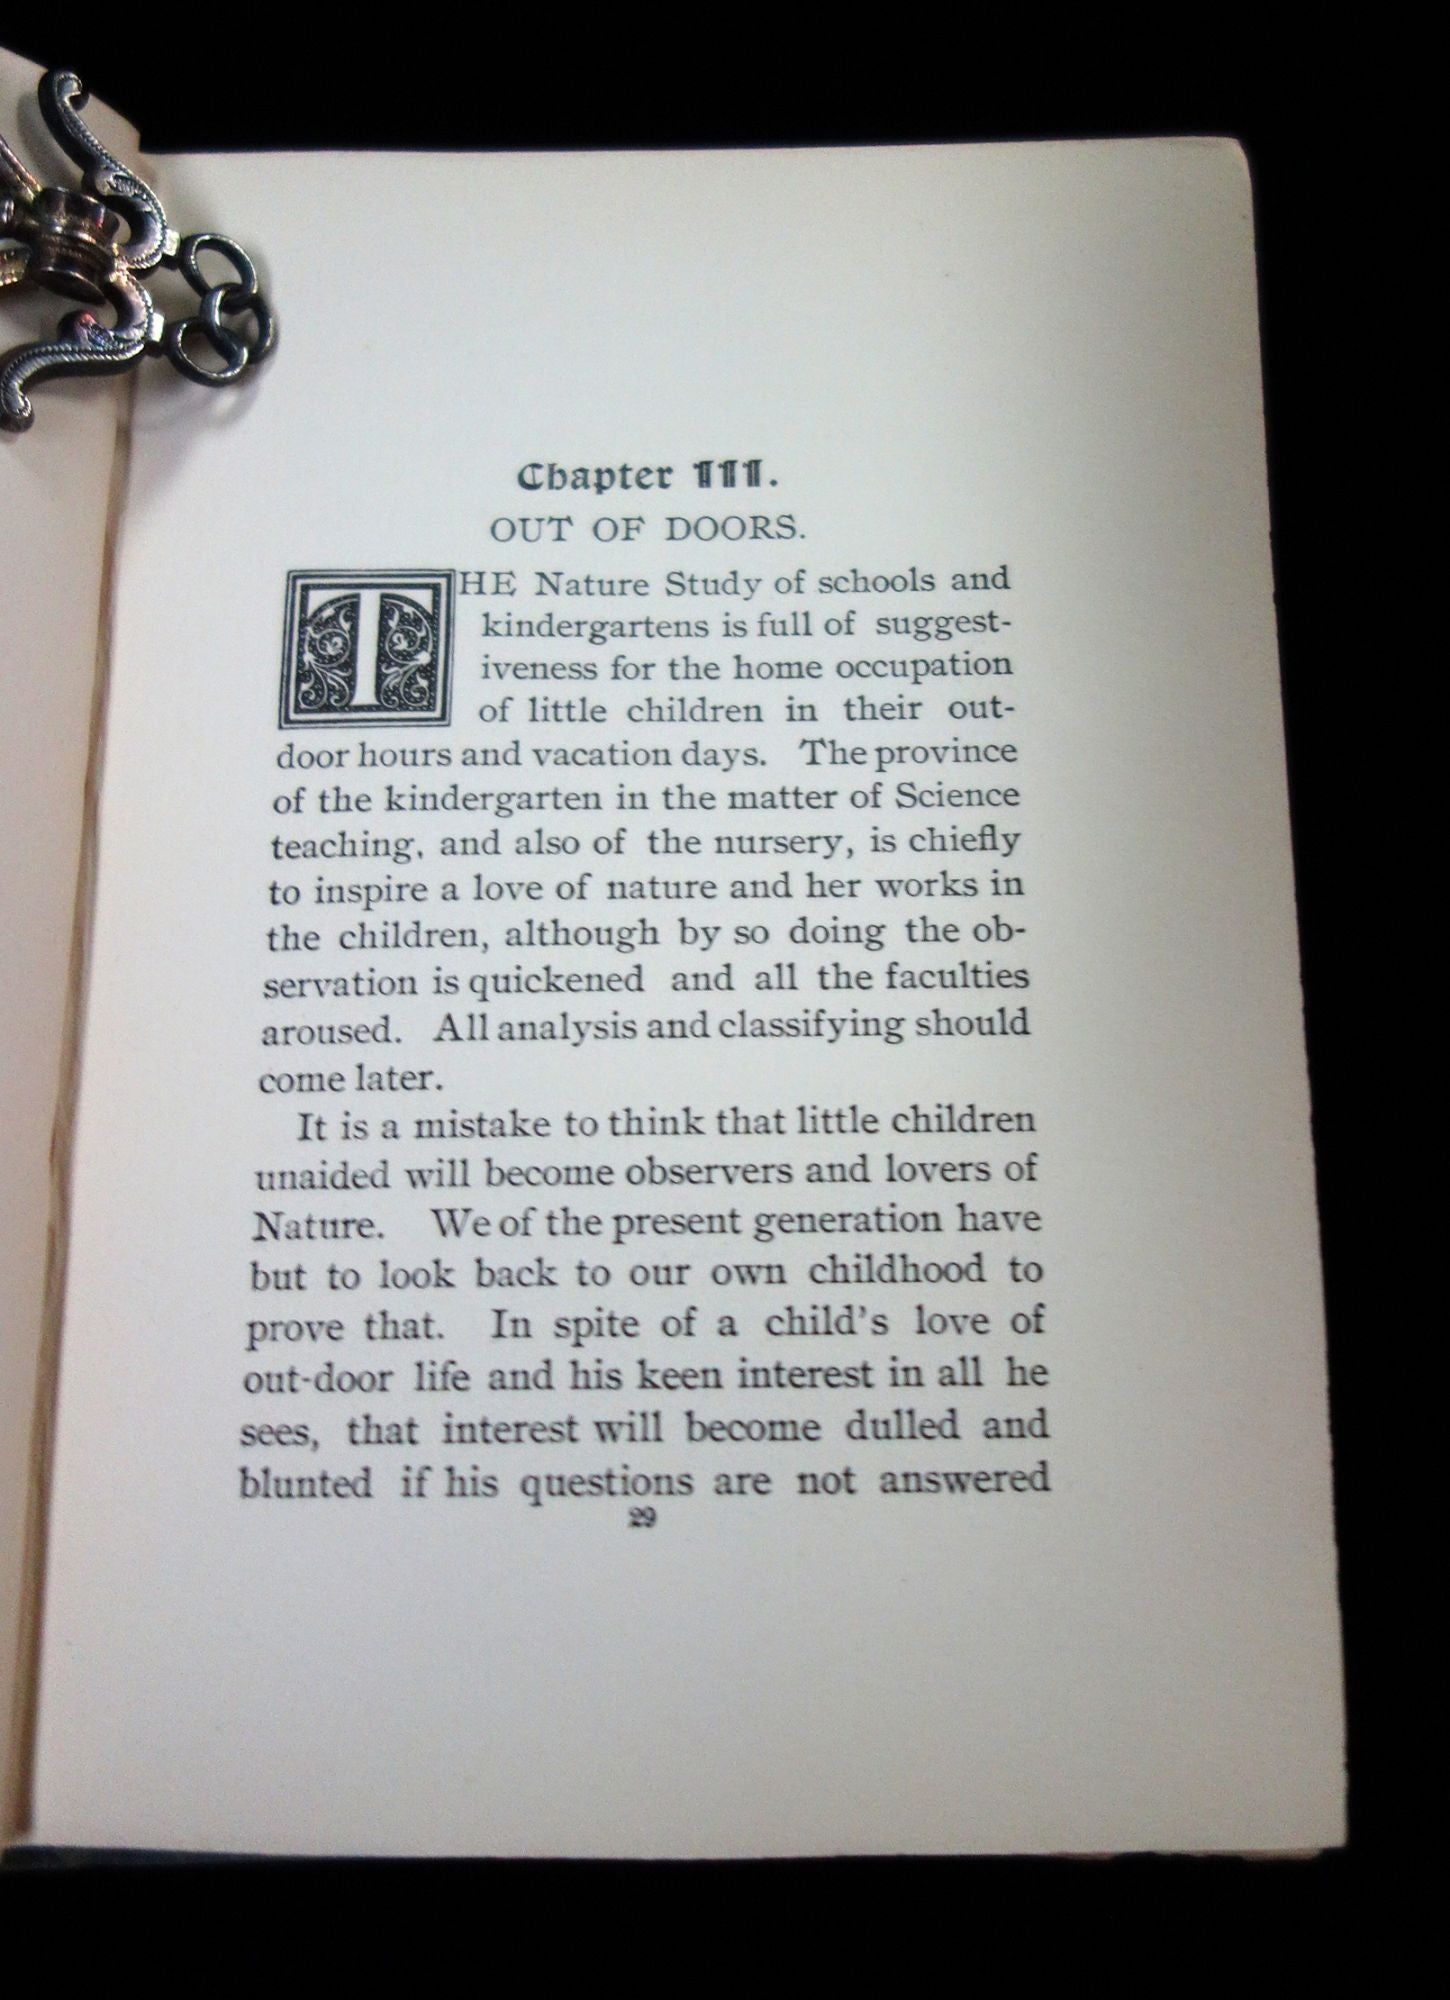 Chapter III.
OUT OF DOORS.
THE Nature Study of schools and
kindergartens is full of suggest-
iveness for the home occupation
of little children in their out-
door hours and vacation days. The province
of the kindergarten in the matter of Science
teaching, and also of the nursery, is chiefly
to inspire a love of nature and her works in
the children, although by so doing the ob-
servation is quickened and all the faculties
aroused. All analysis and classifying should
come later.
It is a mistake to think that little children
unaided will become observers and lovers of
Nature. We of the present generation have
but to look back to our own childhood to
prove that. In spite of a child's love of
out-door life and his keen interest in all he
sees, that interest will become dulled and
blunted if his questions are not answered
29